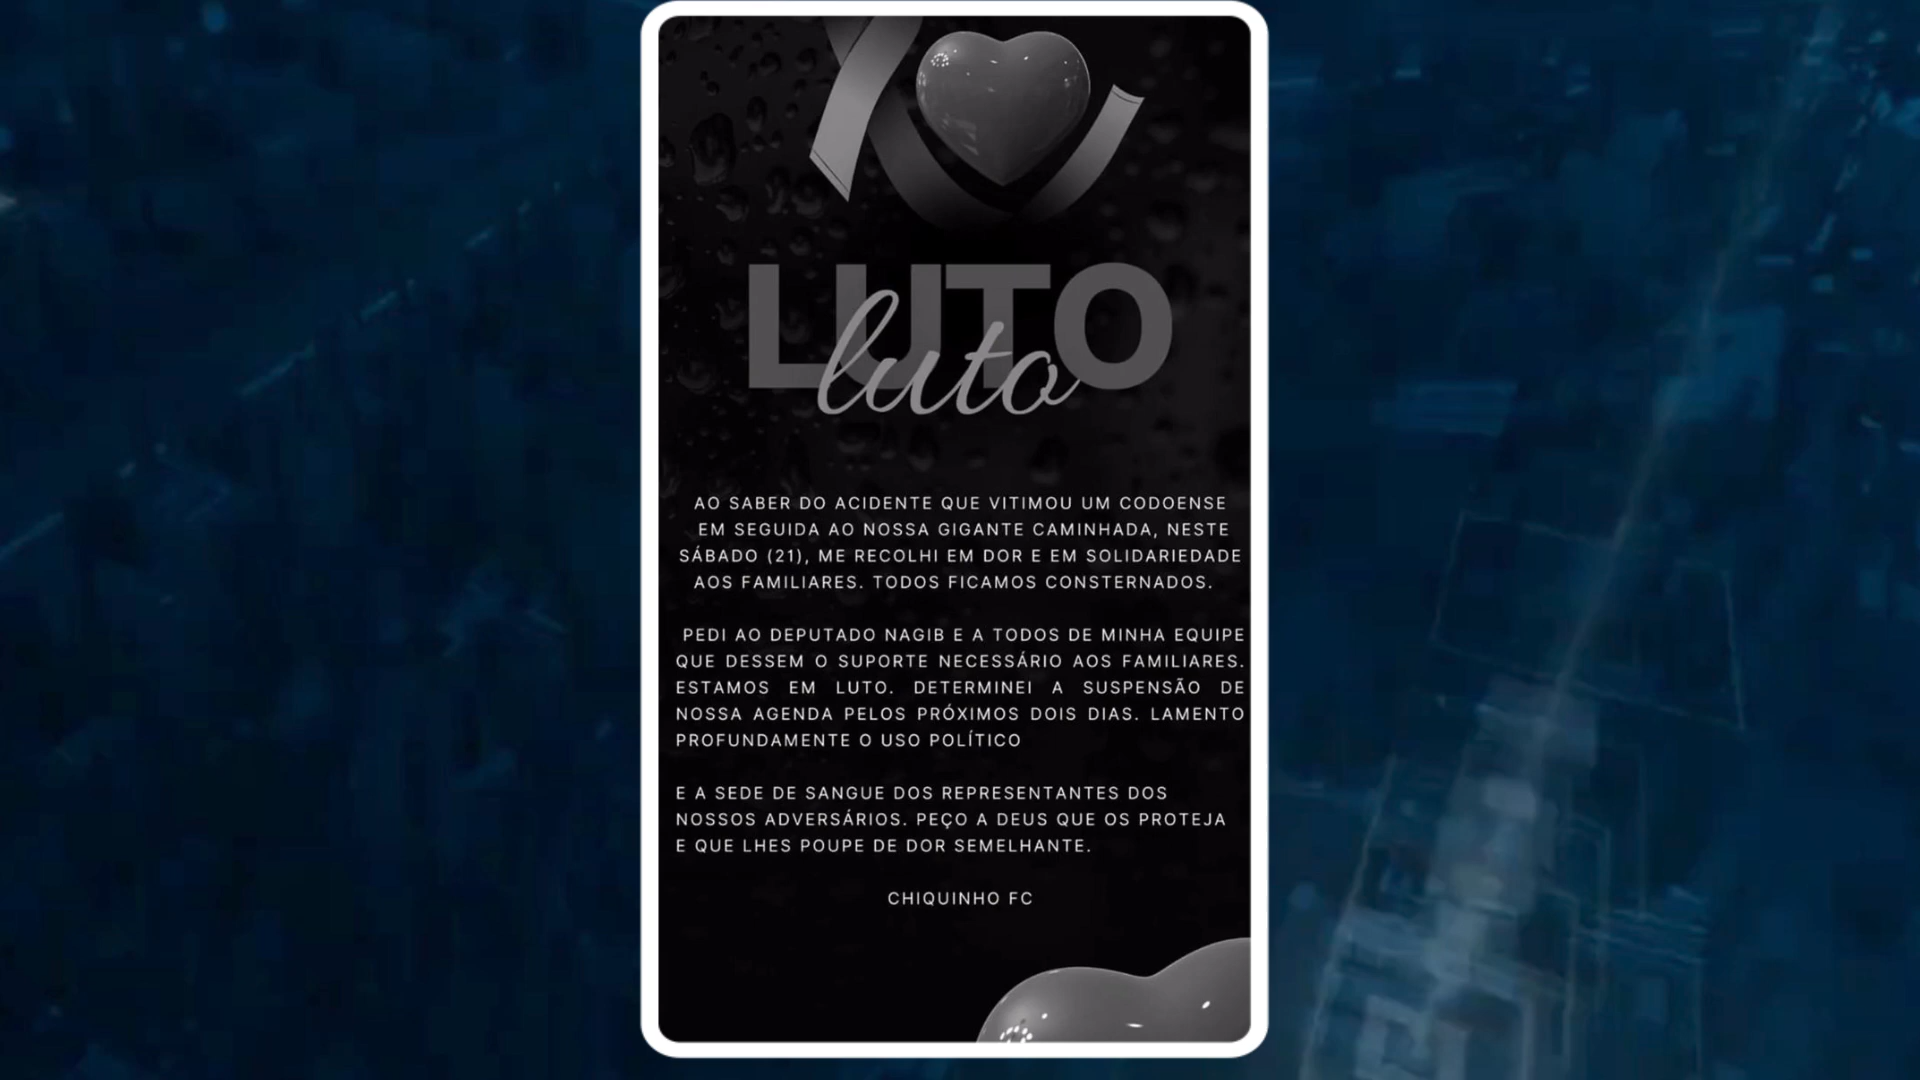 LUTO
luto
AO SABER DO ACIDENTE QUE VITIMOU UM CODOENSE
EM SEGUIDA AO NOSSA GIGANTE CAMINHADA, NESTE
SÁBADO (21), ME RECOLHI EM DOR E EM SOLIDARIEDADE
AOS FAMILIARES. TODOS FICAMOS CONSTERNADOS.
PEDI AO DEPUTADO NAGIB E A TODOS DE MINHA EQUIPE
QUE DESSEM O SUPORTE NECESSÁRIO AOS FAMILIARES.
ESTAMOS EM LUTO. DETERMINEI A SUSPENSÃO DE
NOSSA AGENDA PELOS PRÓXIMOS DOIS DIAS. LAMENTO
PROFUNDAMENTE O USO POLÍTICO
E A SEDE DE SANGUE DOS REPRESENTANTES DOS
NOSSOS ADVERSÁRIOS. PEÇO A DEUS QUE OS PROTEJA
E QUE LHES POUPE DE DOR SEMELHANTE.
CHIQUINHO FC